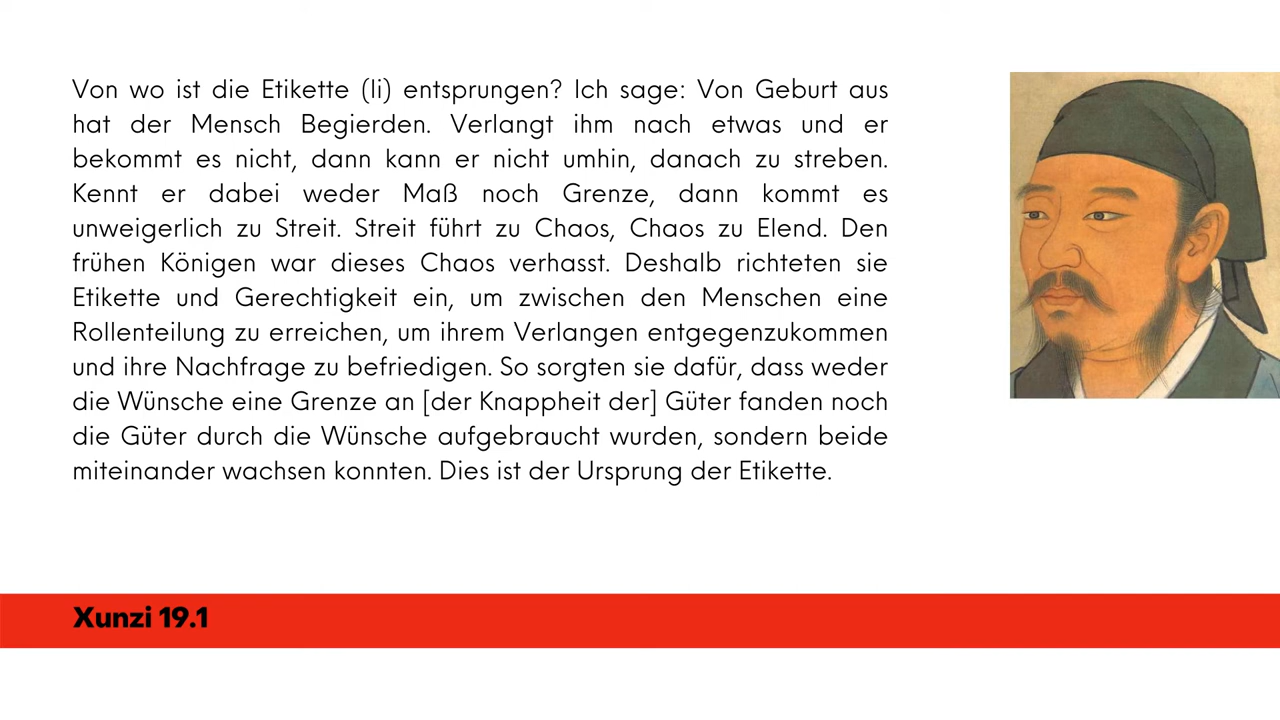 Von wo ist die Etikette (li) entsprungen? Ich sage: Von Geburt aus
hat der Mensch Begierden. Verlangt ihm nach etwas und er
bekommt es nicht, dann kann er nicht umhin, danach zu streben.
Kennt er dabei weder Maß noch Grenze, dann kommt es
unweigerlich zu Streit. Streit führt zu Chaos, Chaos zu Elend. Den
frühen Königen war dieses Chaos verhasst. Deshalb richteten sie
Etikette und Gerechtigkeit ein, um zwischen den Menschen eine
Rollenteilung zu erreichen, um ihrem Verlangen entgegenzukommen
und ihre Nachfrage zu befriedigen. So sorgten sie dafür, dass weder
die Wünsche eine Grenze an [der Knappheit der] Güter fanden noch
die Güter durch die Wünsche aufgebraucht wurden, sondern beide
miteinander wachsen konnten. Dies ist der Ursprung der Etikette.
Xunzi 19.1